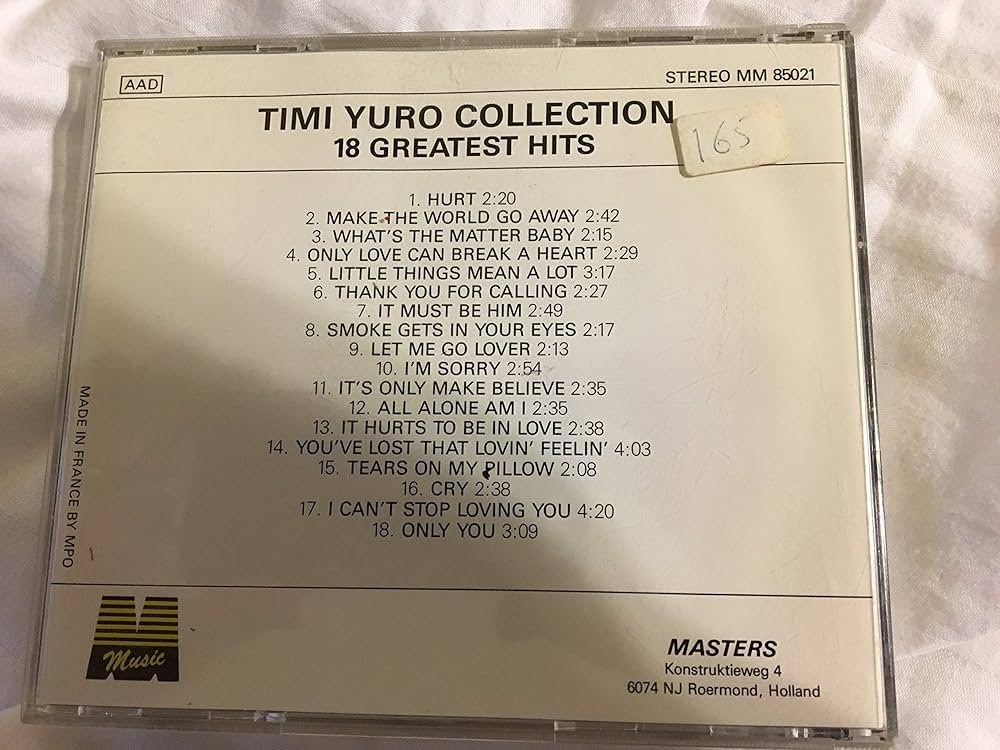 AAD
STEREO MM 85021
TIMI YURO COLLECTION
18 GREATEST HITS
165
1. HURT 2:20
2. MAKE THE WORLD GO AWAY 2:42
3. WHAT'S THE MATTER BABY 2:15
4. ONLY LOVE CAN BREAK A HEART 2:29
5. LITTLE THINGS MEAN A LOT 3:17
6. THANK YOU FOR CALLING 2:27
7. IT MUST BE HIM 2:49
8. SMOKE GETS IN YOUR EYES 2:17
9. LET ME GO LOVER 2:13
10. I'M SORRY 2:54
11. IT'S ONLY MAKE BELIEVE 2:35
12. ALL ALONE AM I 2:35
13. IT HURTS TO BE IN LOVE 2:38
14. YOU'VE LOST THAT LOVIN' FEELIN' 4:03
15. TEARS ON MY PILLOW 2:08
16. CRY 2:38
17. I CAN'T STOP LOVING YOU 4:20
18. ONLY YOU 3:09
MADE IN FRANCE BY MPO
M
Music
MASTERS
Konstruktieweg 4
6074 NJ Roermond, Holland